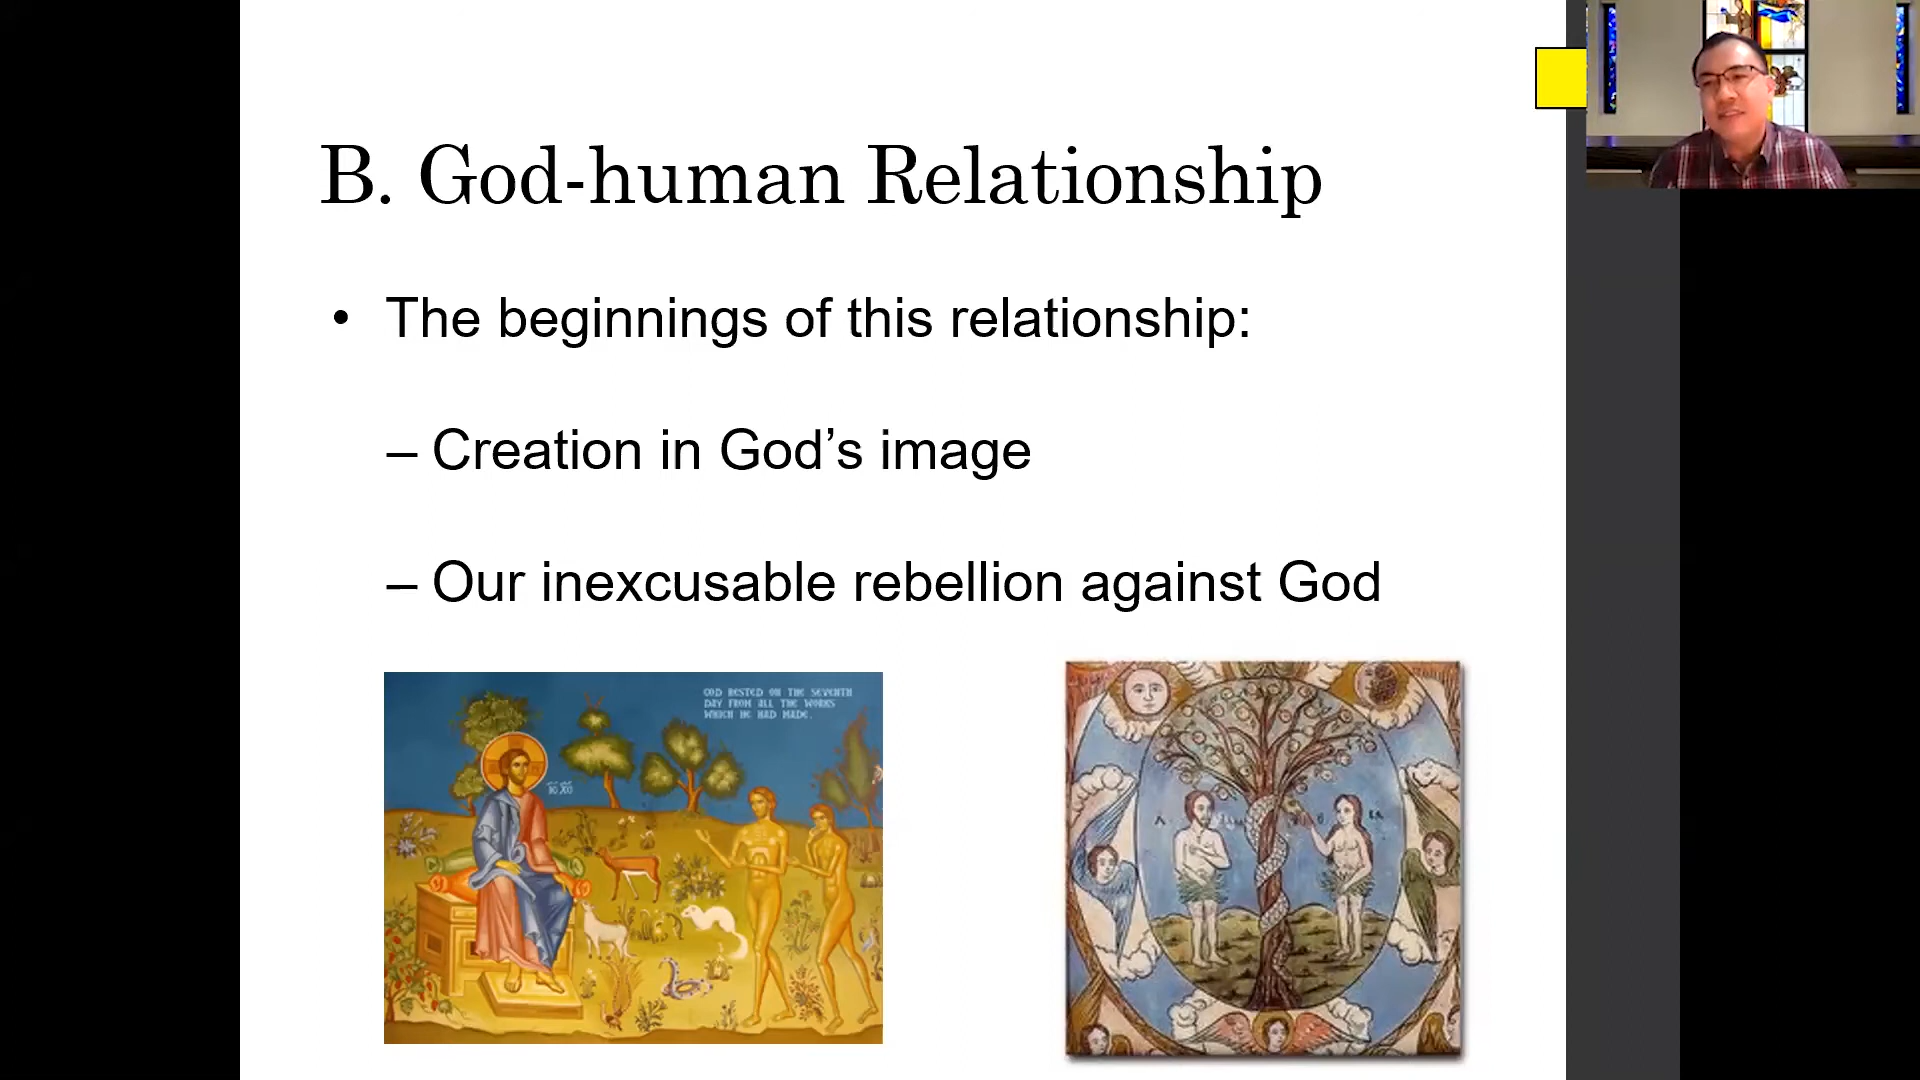 B. God-human Relationship
• The beginnings of this relationship:
– Creation in God’s image
– Our inexcusable rebellion against God
GOD RESTED ON THE SEVENTH
DAY FROM ALL THE WORKS
WHICH HE HAD MADE.